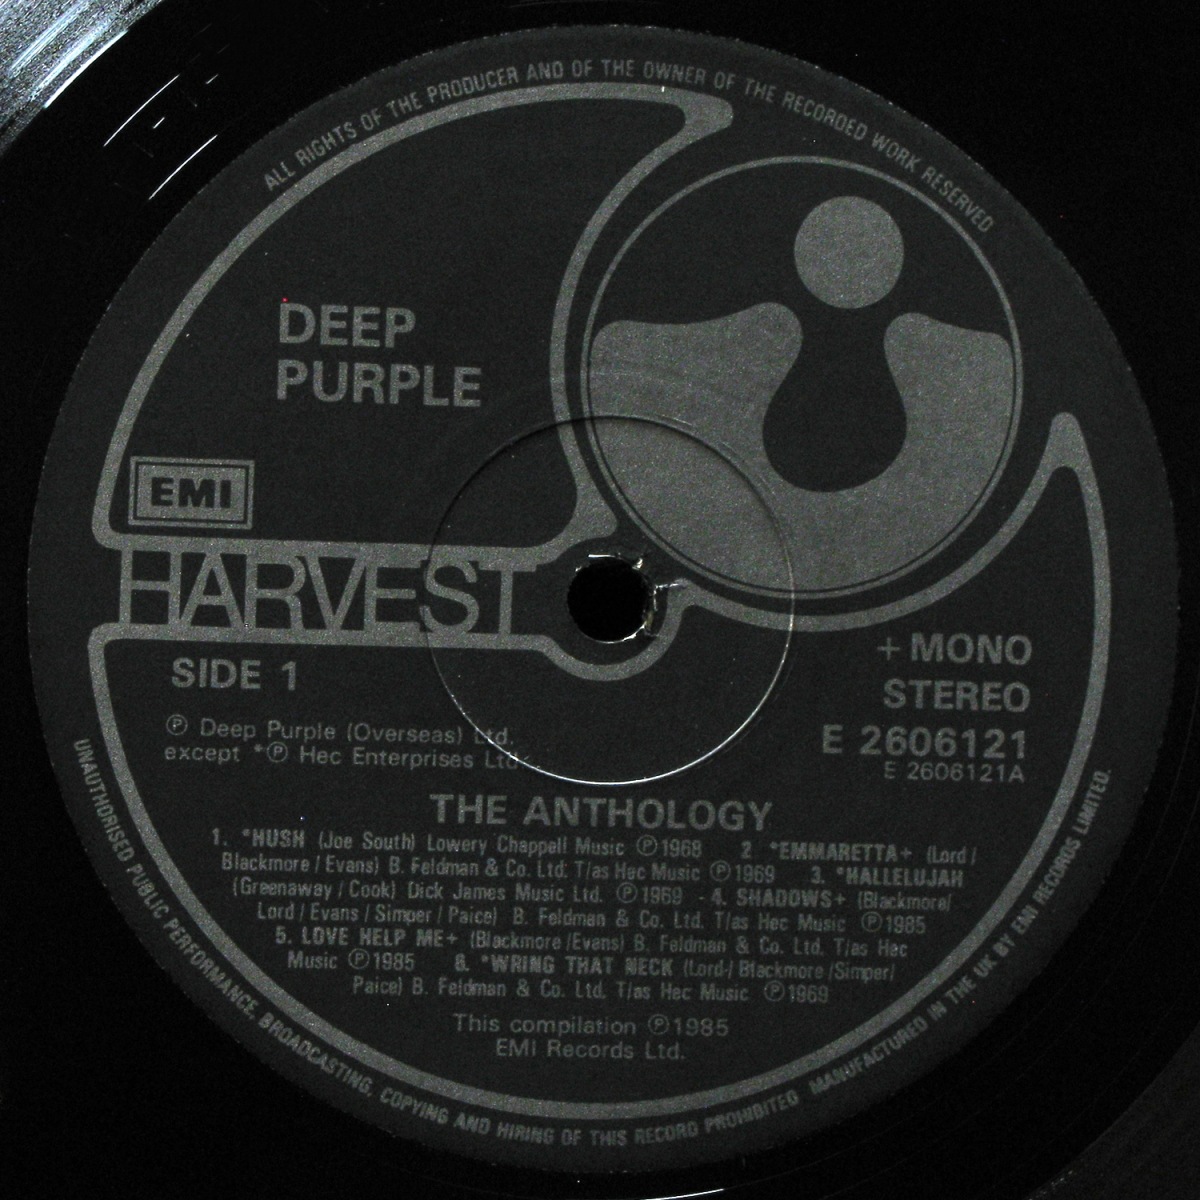 ALL RIGHTS OF THE PRODUCER AND OF THE OWNER OF THE RECORDED WORK RESERVED
DEEP
PURPLE
EMI
HARVEST
SIDE 1
+ MONO
STEREO
E 2606121
E 2606121A
Ⓟ Deep Purple (Overseas) Ltd.
except *Ⓟ Hec Enterprises Ltd.
THE ANTHOLOGY
1. *HUSH (Joe South) Lowery Chappell Music Ⓟ1968 2 *EMMARETTA+ (Lord/
Blackmore/Evans) B. Feldman & Co. Ltd. T/as Hec Music Ⓟ1969 3. *HALLELUJAH
(Greenaway/Cook) Dick James Music Ltd. Ⓟ1969 - 4. SHADOWS+ (Blackmore/
Lord/Evans/Simper/Paice) B. Feldman & Co. Ltd. T/as Hec Music Ⓟ1985
5. LOVE HELP ME+ (Blackmore/Evans) B. Feldman & Co. Ltd. T/as Hec
Music Ⓟ1985 6. *WRING THAT NECK (Lord/Blackmore/Simper/
Paice) B. Feldman & Co. Ltd. T/as Hec Music Ⓟ1969
This compilation Ⓟ1985
EMI Records Ltd.
UNAUTHORISED PUBLIC PERFORMANCE, BROADCASTING, COPYING AND HIRING OF THIS RECORD PROHIBITED MANUFACTURED IN THE UK BY EMI RECORDS LIMITED.